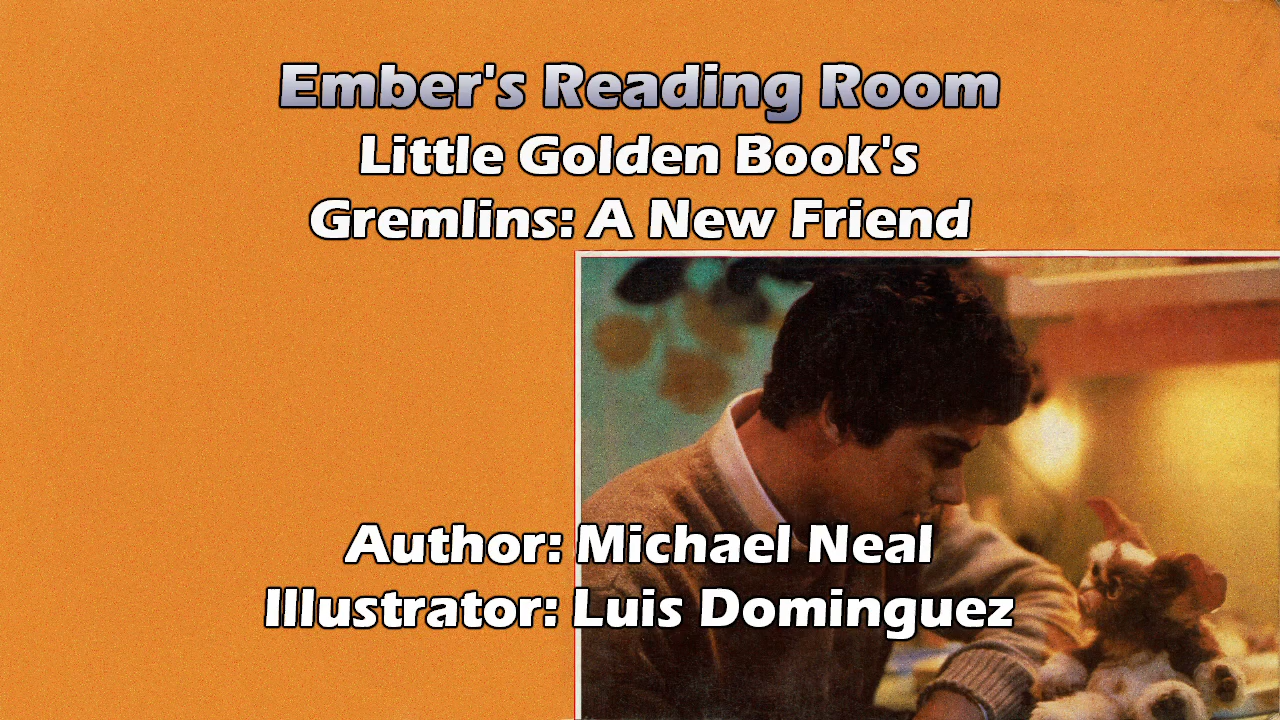 Ember's Reading Room
Little Golden Book's
Gremlins: A New Friend
Author: Michael Neal
Illustrator: Luis Dominguez